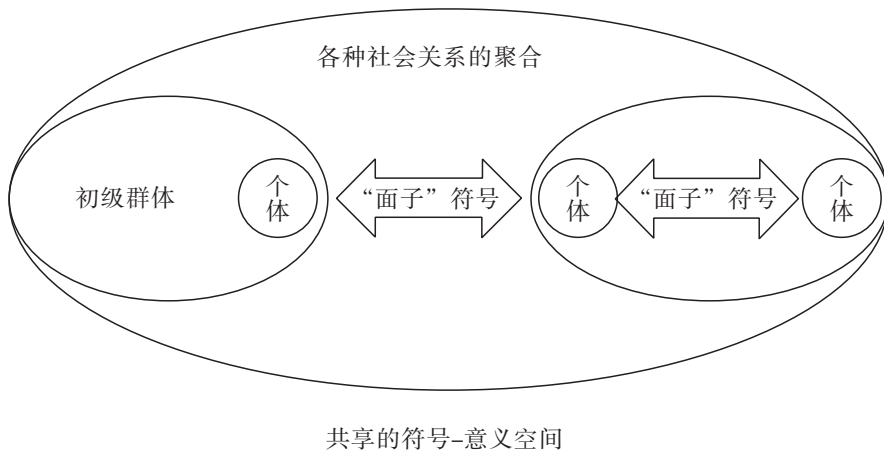 各种社会关系的聚合
初级群体
个体
“面子”符号
个体
“面子”符号
个体
共享的符号–意义空间